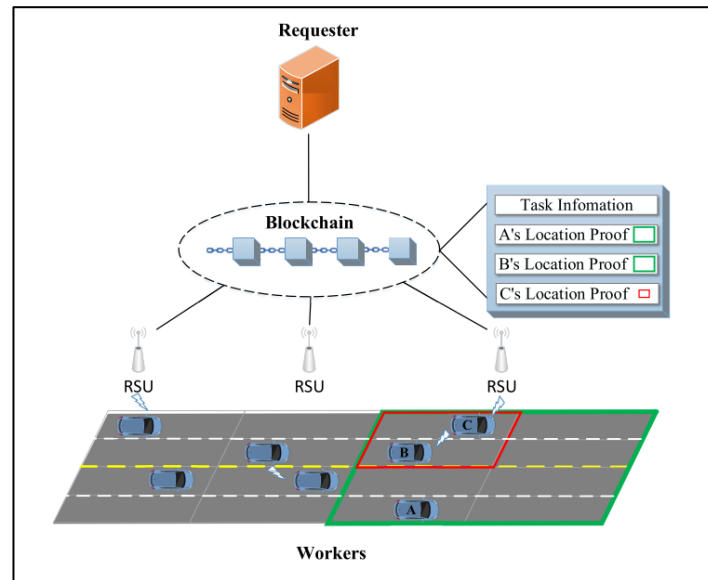 Requester
Blockchain
Task Infomation
A's Location Proof
B's Location Proof
C's Location Proof
RSU
RSU
RSU
C
B
A
Workers